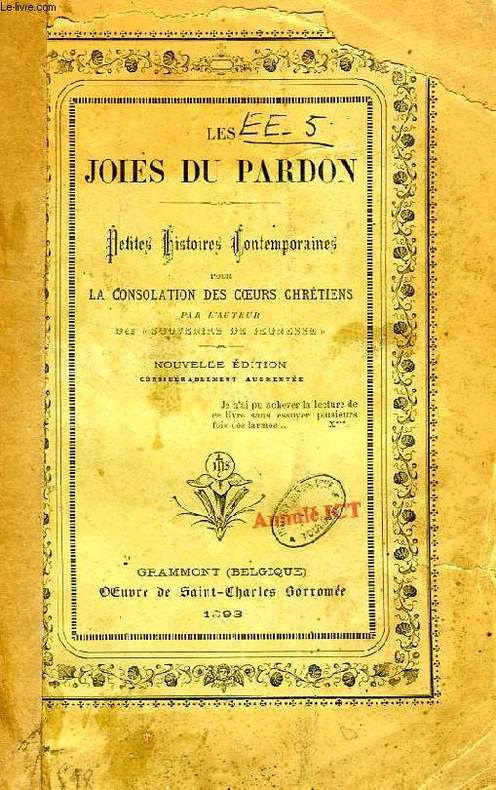 Le-livre.com
LES
EE-5
JOIES DU PARDON
Petites Histoires Contemporaines
POUR
LA CONSOLATION DES CŒURS CHRÉTIENS
PAR L'AUTEUR
Des « SOUVENIRS DE JEUNESSE »
NOUVELLE ÉDITION
CONSIDÉRABLEMENT AUGMENTÉE
Je n'ai pu achever la lecture de
ce livre sans essuyer plusieurs
fois des larmes... X***
ihs
Annulé ICT
GRAMMONT (BELGIQUE)
Œuvre de Saint-Charles Borromée
1893